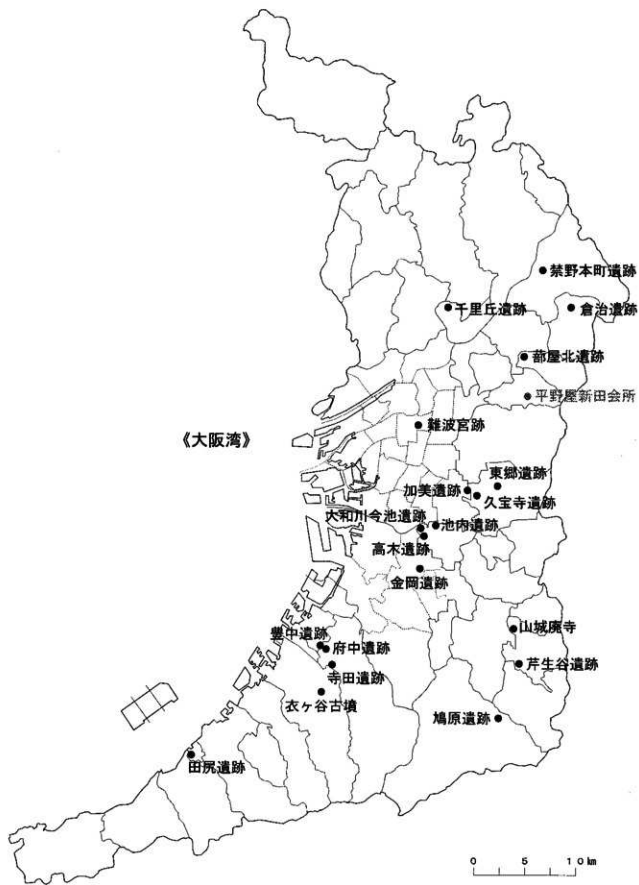 禁野本町遺跡
千里丘遺跡
倉治遺跡
蔀屋北遺跡
平野屋新田会所
難波宮跡
《大阪湾》
東郷遺跡
加美遺跡
久宝寺遺跡
大和川今池遺跡
池内遺跡
高木遺跡
金岡遺跡
山城廃寺
豊中遺跡
府中遺跡
芹生谷遺跡
寺田遺跡
衣ヶ谷古墳
鳩原遺跡
田尻遺跡
0 5 10km